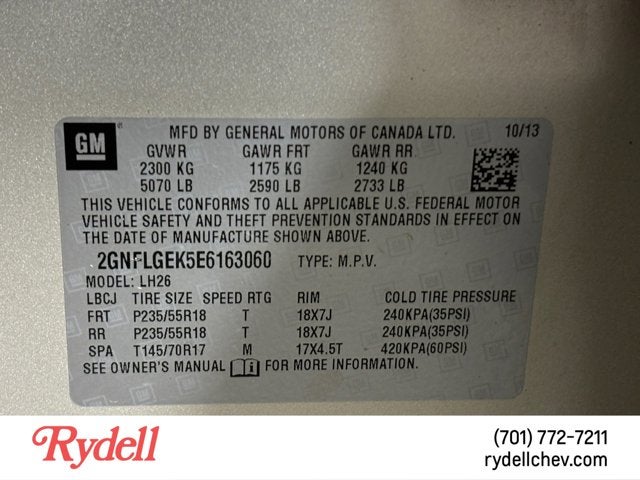 GM
MFD BY GENERAL MOTORS OF CANADA LTD. 10/13
GVWR GAWR FRT GAWR RR
2300 KG 1175 KG 1240 KG
5070 LB 2590 LB 2733 LB
THIS VEHICLE CONFORMS TO ALL APPLICABLE U.S. FEDERAL MOTOR
VEHICLE SAFETY AND THEFT PREVENTION STANDARDS IN EFFECT ON
THE DATE OF MANUFACTURE SHOWN ABOVE.
2GNFLGEK5E6163060 TYPE: M.P.V.
MODEL: LH26
LBCJ TIRE SIZE SPEED RTG RIM COLD TIRE PRESSURE
FRT P235/55R18 T 18X7J 240KPA(35PSI)
RR P235/55R18 T 18X7J 240KPA(35PSI)
SPA T145/70R17 M 17X4.5T 420KPA(60PSI)
SEE OWNER'S MANUAL FOR MORE INFORMATION.
Rydell
(701) 772-7211
rydellchev.com